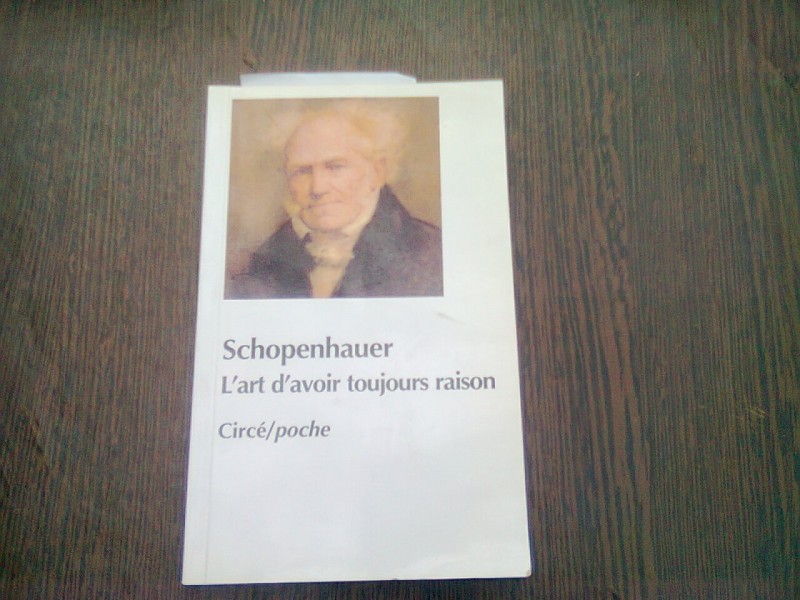 Schopenhauer
L'art d'avoir toujours raison
Circé/poche